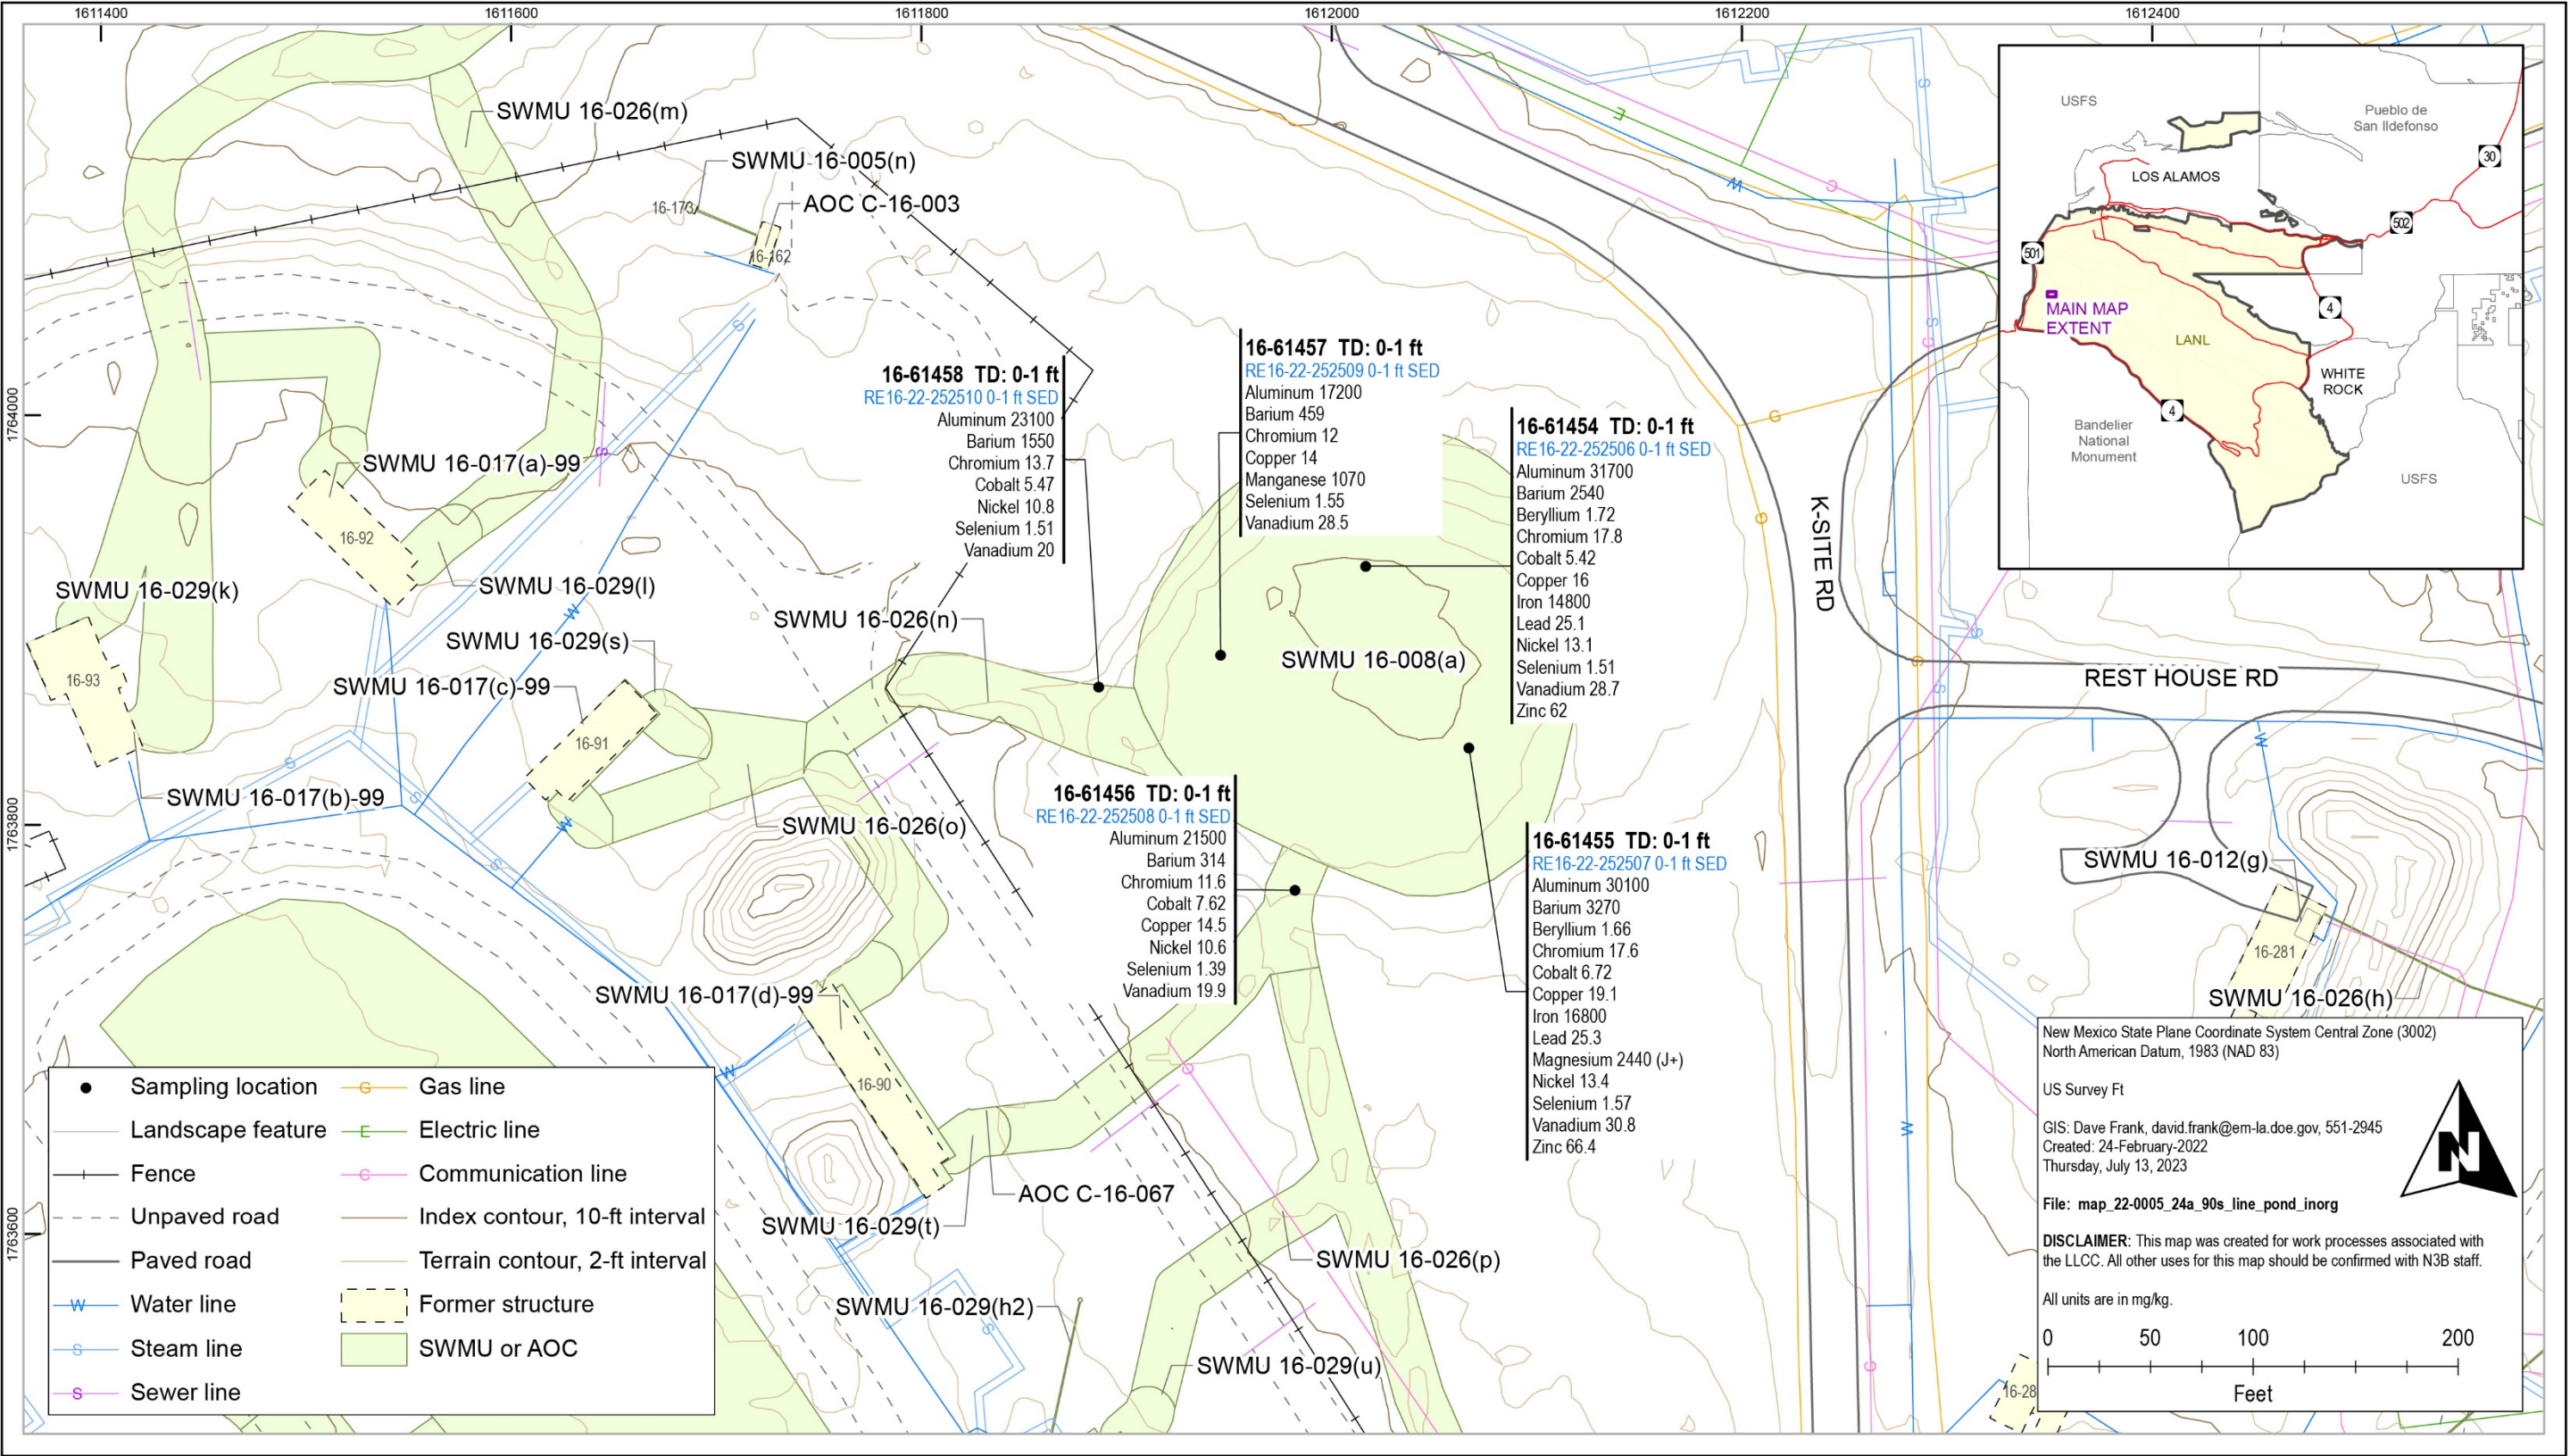 1611400
1611600
1611800
1612000
1612200
1612400
1764000
1763800
1763600
SWMU 16-026(m)
SWMU 16-005(n)
16-173
AOC C-16-003
16-162
SWMU 16-017(a)-99
16-92
SWMU 16-029(l)
SWMU 16-029(k)
16-93
SWMU 16-029(s)
SWMU 16-026(n)
SWMU 16-017(c)-99
16-91
SWMU 16-017(b)-99
SWMU 16-026(o)
SWMU 16-008(a)
SWMU 16-017(d)-99
16-90
AOC C-16-067
SWMU 16-029(t)
SWMU 16-029(h2)
SWMU 16-026(p)
SWMU 16-029(u)
K-SITE RD
REST HOUSE RD
SWMU 16-012(g)
16-281
SWMU 16-026(h)
16-28
16-61458 TD: 0-1 ft
RE16-22-252510 0-1 ft SED
Aluminum 23100
Barium 1550
Chromium 13.7
Cobalt 5.47
Nickel 10.8
Selenium 1.51
Vanadium 20
16-61457 TD: 0-1 ft
RE16-22-252509 0-1 ft SED
Aluminum 17200
Barium 459
Chromium 12
Copper 14
Manganese 1070
Selenium 1.55
Vanadium 28.5
16-61454 TD: 0-1 ft
RE16-22-252506 0-1 ft SED
Aluminum 31700
Barium 2540
Beryllium 1.72
Chromium 17.8
Cobalt 5.42
Copper 16
Iron 14800
Lead 25.1
Nickel 13.1
Selenium 1.51
Vanadium 28.7
Zinc 62
16-61456 TD: 0-1 ft
RE16-22-252508 0-1 ft SED
Aluminum 21500
Barium 314
Chromium 11.6
Cobalt 7.62
Copper 14.5
Nickel 10.6
Selenium 1.39
Vanadium 19.9
16-61455 TD: 0-1 ft
RE16-22-252507 0-1 ft SED
Aluminum 30100
Barium 3270
Beryllium 1.66
Chromium 17.6
Cobalt 6.72
Copper 19.1
Iron 16800
Lead 25.3
Magnesium 2440 (J+)
Nickel 13.4
Selenium 1.57
Vanadium 30.8
Zinc 66.4
USFS
Pueblo de
San Ildefonso
30
LOS ALAMOS
502
501
MAIN MAP
EXTENT
4
LANL
WHITE
ROCK
4
Bandelier
National
Monument
USFS
Sampling location
Landscape feature
Fence
Unpaved road
Paved road
W Water line
S Steam line
S Sewer line
G Gas line
E Electric line
C Communication line
Index contour, 10-ft interval
Terrain contour, 2-ft interval
Former structure
SWMU or AOC
New Mexico State Plane Coordinate System Central Zone (3002)
North American Datum, 1983 (NAD 83)
US Survey Ft
GIS: Dave Frank, david.frank@em-la.doe.gov, 551-2945
Created: 24-February-2022
Thursday, July 13, 2023
N
File: map_22-0005_24a_90s_line_pond_inorg
DISCLAIMER: This map was created for work processes associated with
the LLCC. All other uses for this map should be confirmed with N3B staff.
All units are in mg/kg.
0 50 100 200
Feet